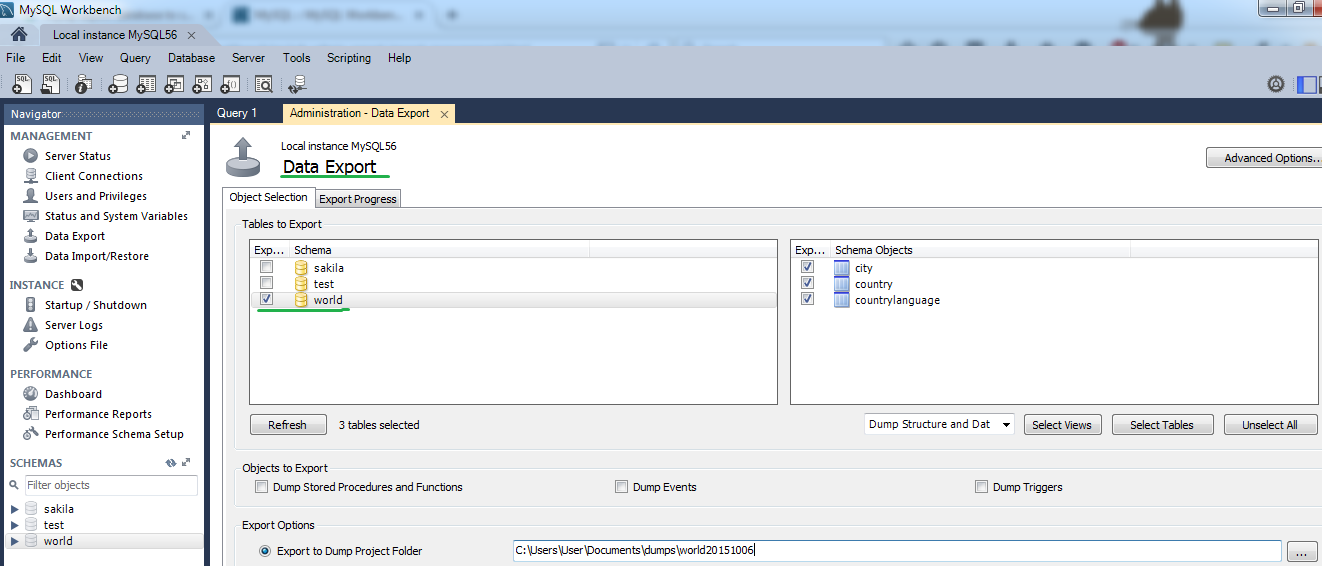 MySQL Workbench
Local instance MySQL56
File Edit View Query Database Server Tools Scripting Help
Navigator
MANAGEMENT
Server Status
Client Connections
Users and Privileges
Status and System Variables
Data Export
Data Import/Restore
INSTANCE
Startup / Shutdown
Server Logs
Options File
PERFORMANCE
Dashboard
Performance Reports
Performance Schema Setup
SCHEMAS
Filter objects
sakila
test
world
Query 1 Administration - Data Export
Local instance MySQL56
Data Export
Advanced Options..
Object Selection Export Progress
Tables to Export
Exp... Schema
sakila
test
world
Exp... Schema Objects
city
country
countrylanguage
Refresh 3 tables selected Dump Structure and Dat Select Views Select Tables Unselect All
Objects to Export
Dump Stored Procedures and Functions Dump Events Dump Triggers
Export Options
Export to Dump Project Folder C:\Users\User\Documents\dumps\world20151006 ...